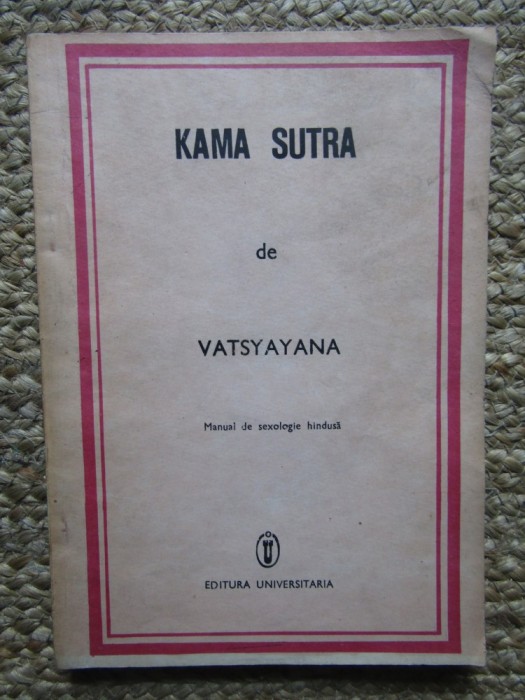 KAMA SUTRA
de
VATSYAYANA
Manual de sexologie hindusă
EDITURA UNIVERSITARIA